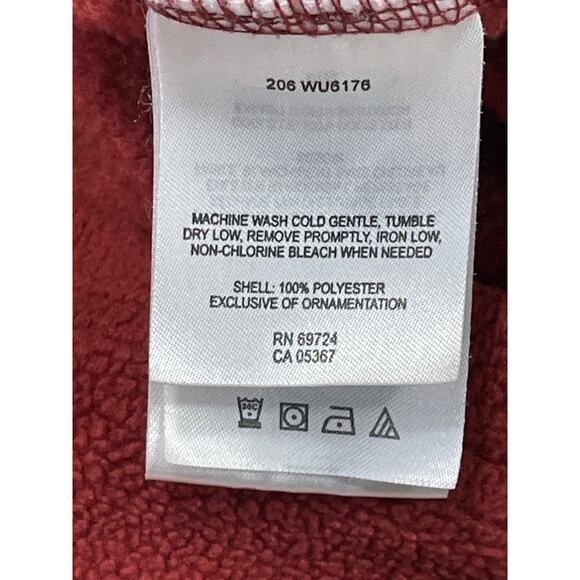 206 WU6176
MACHINE WASH COLD GENTLE, TUMBLE
DRY LOW, REMOVE PROMPTLY, IRON LOW,
NON-CHLORINE BLEACH WHEN NEEDED
SHELL: 100% POLYESTER
EXCLUSIVE OF ORNAMENTATION
RN 69724
CA 05367
30C